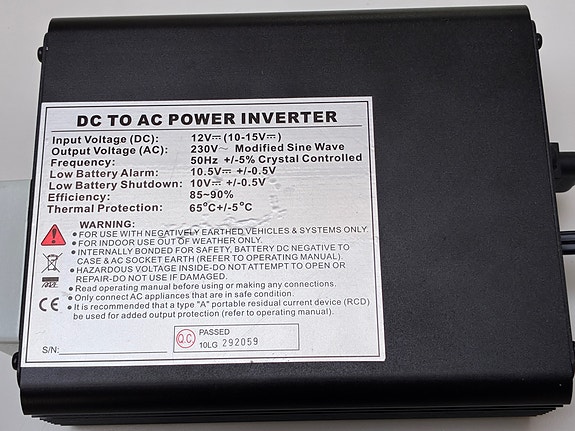 DC TO AC POWER INVERTER
Input Voltage (DC): 12V⎓ (10-15V⎓)
Output Voltage (AC): 230V～ Modified Sine Wave
Frequency: 50Hz +/-5% Crystal Controlled
Low Battery Alarm: 10.5V⎓ +/-0.5V
Low Battery Shutdown: 10V⎓ +/-0.5V
Efficiency: 85~90%
Thermal Protection: 65°C+/-5°C
WARNING:
• FOR USE WITH NEGATIVELY EARTHED VEHICLES & SYSTEMS ONLY.
• FOR INDOOR USE OUT OF WEATHER ONLY.
• INTERNALLY BONDED FOR SAFETY, BATTERY DC NEGATIVE TO
CASE & AC SOCKET EARTH (REFER TO OPERATING MANUAL).
• HAZARDOUS VOLTAGE INSIDE-DO NOT ATTEMPT TO OPEN OR
REPAIR-DO NOT USE IF DAMAGED.
• Read operating manual before using or making any connections.
• Only connect AC appliances that are in safe condition.
• It is recommended that a type "A" portable residual current device (RCD)
be used for added output protection (refer to operating manual).
CE
Q.C. PASSED
10LG 292059
S/N: